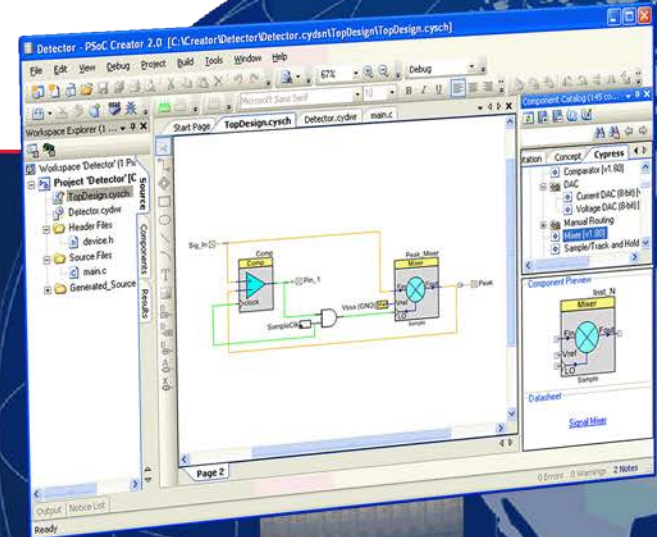 Detector - PSoC Creator 2.0 [C:\Creator\Detector\Detector.cydsn\TopDesign\TopDesign.cysch]
File Edit View Debug Project Build Tools Window Help
67% Debug
Microsoft Sans Serif 10 B I U
Workspace Explorer (1 ...
Workspace 'Detector' (1
Project 'Detector' [C
TopDesign.cysch
Detector.cydwr
Header Files
device.h
Source Files
main.c
Generated_Source
Source
Components
Results
Start Page TopDesign.cysch Detector.cydwr main.c
Sig_In
Comp
Comp
clock
Pin_1
SampleClk
Vssa (GND)
Peak_Mixer
Mixer
Fin
Fout
Vref
LO
Sample
Peak
Page 2
Component Catalog (145 co...
Concept Cypress
Comparator [v1.80]
DAC
Current DAC (8-bit)
Voltage DAC (8-bit)
Manual Routing
Mixer [v1.80]
Sample/Track and Hold
Component Preview
Inst_N
Mixer
Fin
Fout
Vref
LO
Sample
Datasheet
Signal Mixer
Output Notice List
Ready
0 Errors 0 Warnings 2 Notes